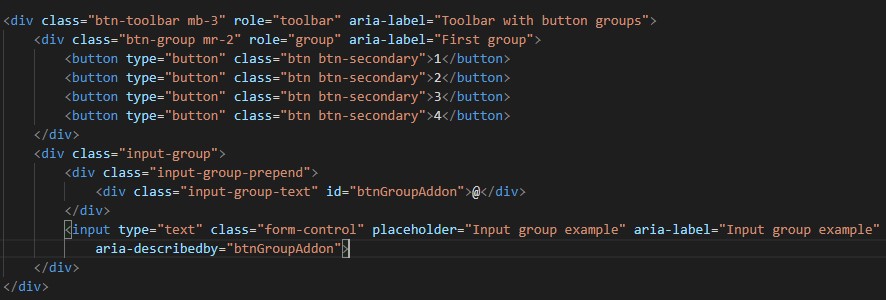 <div class="btn-toolbar mb-3" role="toolbar" aria-label="Toolbar with button groups">
    <div class="btn-group mr-2" role="group" aria-label="First group">
        <button type="button" class="btn btn-secondary">1</button>
        <button type="button" class="btn btn-secondary">2</button>
        <button type="button" class="btn btn-secondary">3</button>
        <button type="button" class="btn btn-secondary">4</button>
    </div>
    <div class="input-group">
        <div class="input-group-prepend">
            <div class="input-group-text" id="btnGroupAddon">@</div>
        </div>
        <input type="text" class="form-control" placeholder="Input group example" aria-label="Input group example"
            aria-describedby="btnGroupAddon">
    </div>
</div>